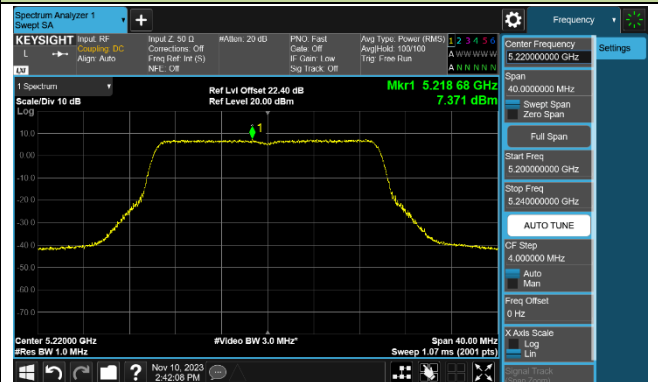 Spectrum Analyzer 1
Swept SA
Frequency
KEYSIGHT
L
LXI
Input: RF
Coupling: DC
Align: Auto
Input Z: 50 Ω
Corrections: Off
Freq Ref: Int (S)
NFE: Off
#Atten: 20 dB
PNO: Fast
Gate: Off
IF Gain: Low
Sig Track: Off
Avg Type: Power (RMS)
Avg|Hold: 100/100
Trig: Free Run
1 2 3 4 5 6
A W W W W W
A N N N N N
Settings
1 Spectrum
Scale/Div 10 dB
Log
Ref Lvl Offset 22.40 dB
Ref Level 20.00 dBm
Mkr1 5.218 68 GHz
7.371 dBm
1
10.0
0.00
-10.0
-20.0
-30.0
-40.0
-50.0
-60.0
-70.0
Center 5.22000 GHz
#Res BW 1.0 MHz
#Video BW 3.0 MHz*
Span 40.00 MHz
Sweep 1.07 ms (2001 pts)
Center Frequency
5.220000000 GHz
Span
40.0000000 MHz
Swept Span
Zero Span
Full Span
Start Freq
5.200000000 GHz
Stop Freq
5.240000000 GHz
AUTO TUNE
CF Step
4.000000 MHz
Auto
Man
Freq Offset
0 Hz
X Axis Scale
Log
Lin
Signal Track
(Span Zoom)
Nov 10, 2023
2:42:08 PM